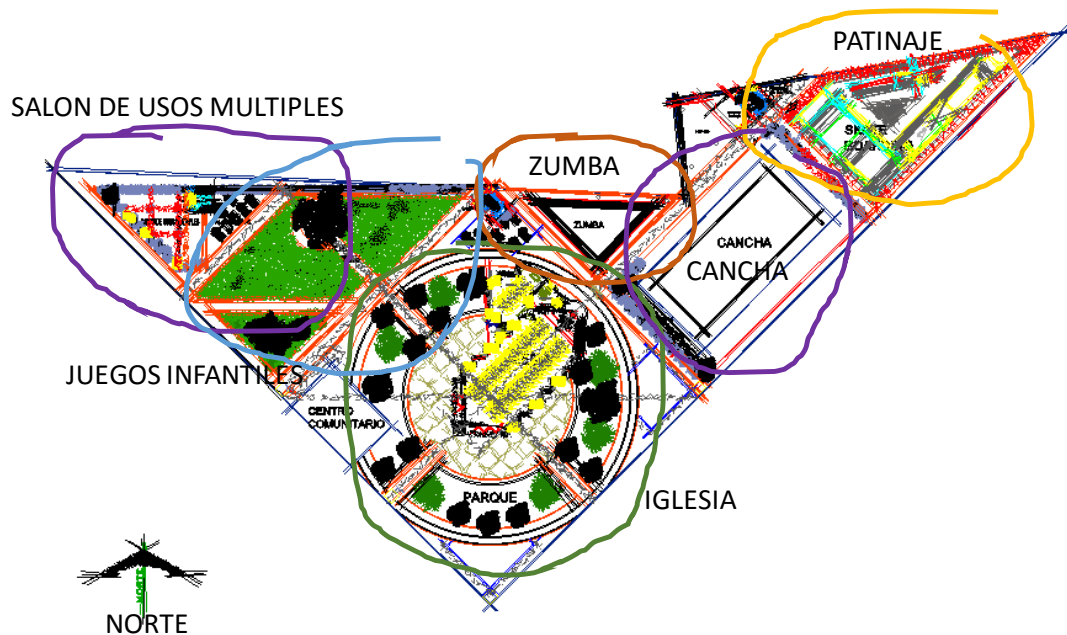 PATINAJE
SALON DE USOS MULTIPLES
ZUMBA
ZUMBA
CANCHA
CANCHA
JUEGOS INFANTILES
CENTRO
COMUNITARIO
PARQUE
IGLESIA
NORTE